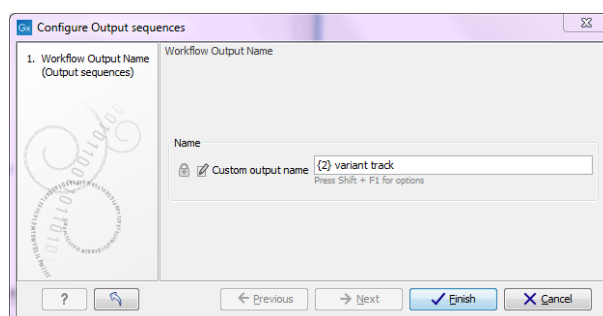 Gx Configure Output sequences
1. Workflow Output Name
(Output sequences)
Workflow Output Name
Name
Custom output name {2} variant track
Press Shift + F1 for options
? Previous Next Finish Cancel